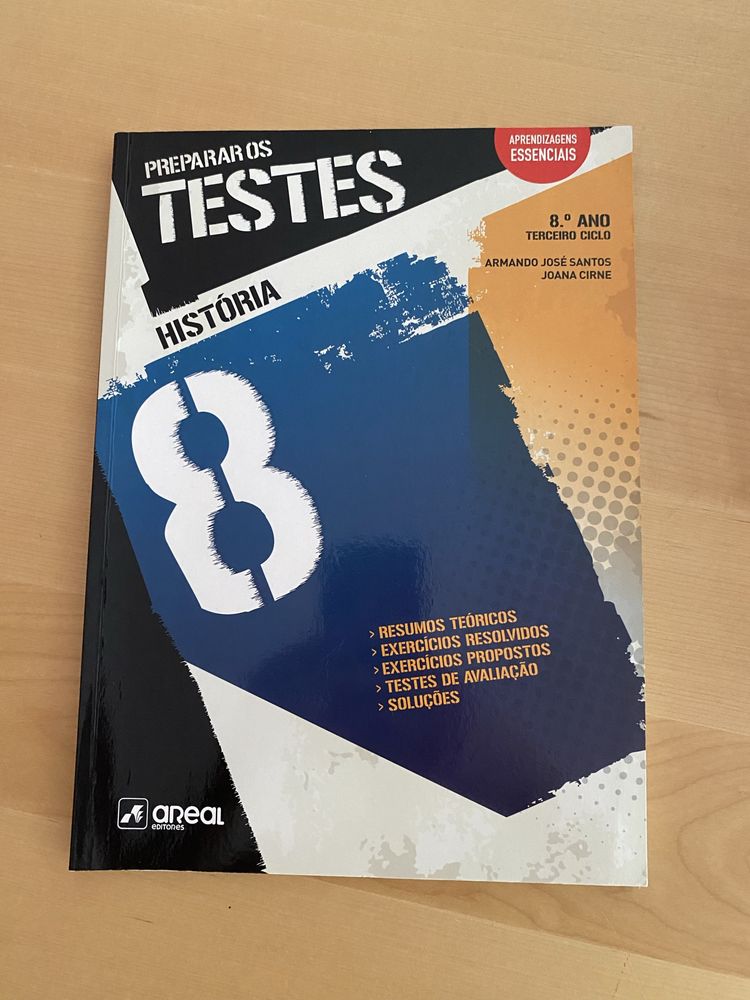 PREPARAR OS
TESTES
APRENDIZAGENS
ESSENCIAIS
8.º ANO
TERCEIRO CICLO
ARMANDO JOSÉ SANTOS
JOANA CIRNE
HISTÓRIA
8
> RESUMOS TEÓRICOS
> EXERCÍCIOS RESOLVIDOS
> EXERCÍCIOS PROPOSTOS
> TESTES DE AVALIAÇÃO
> SOLUÇÕES
aREaL
EDITORES